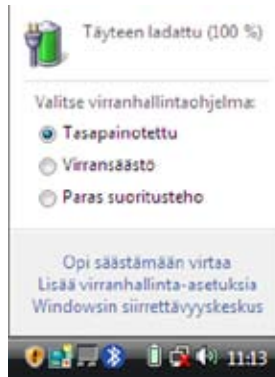 Täyteen ladattu (100 %)
Valitse virranhallintaohjelma:
Tasapainotettu
Virransäästö
Paras suoritusteho
Opi säästämään virtaa
Lisää virranhallinta-asetuksia
Windowsin siirrettävyyskeskus
11:13